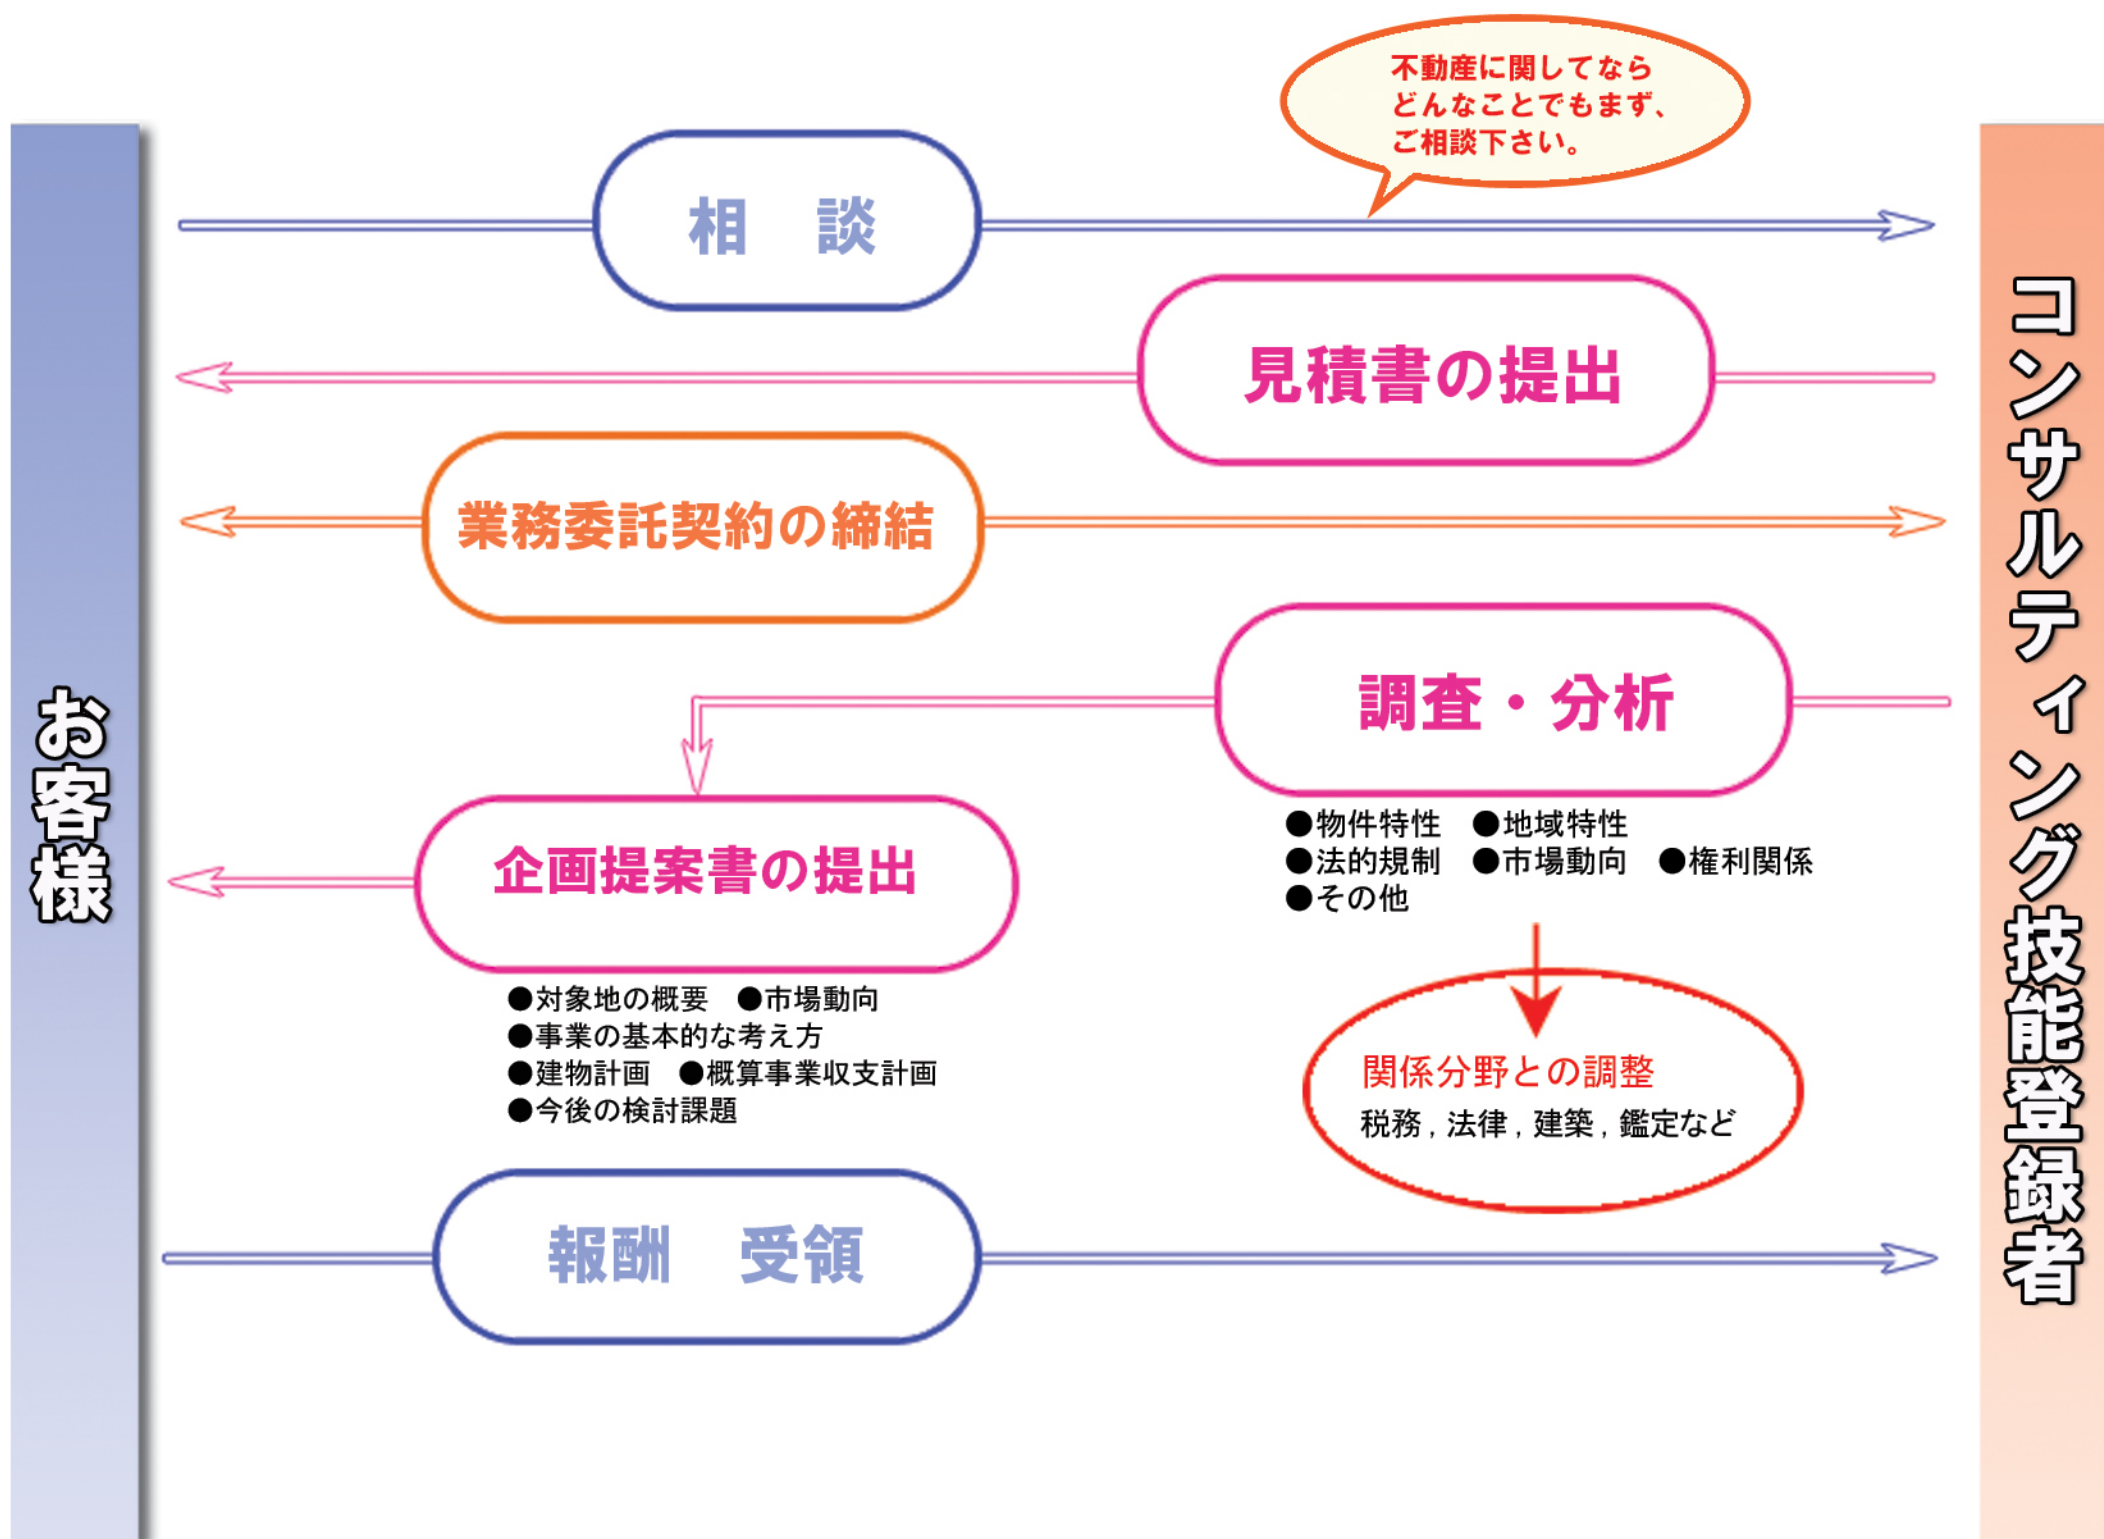 不動産に関してなら
どんなことでもまず、
ご相談下さい。
相　談
見積書の提出
業務委託契約の締結
調査・分析
●物件特性　●地域特性
●法的規制　●市場動向　●権利関係
●その他
企画提案書の提出
●対象地の概要　●市場動向
●事業の基本的な考え方
●建物計画　●概算事業収支計画
●今後の検討課題
関係分野との調整
税務，法律，建築，鑑定など
報酬　受領
お客様
コンサルティング技能登録者